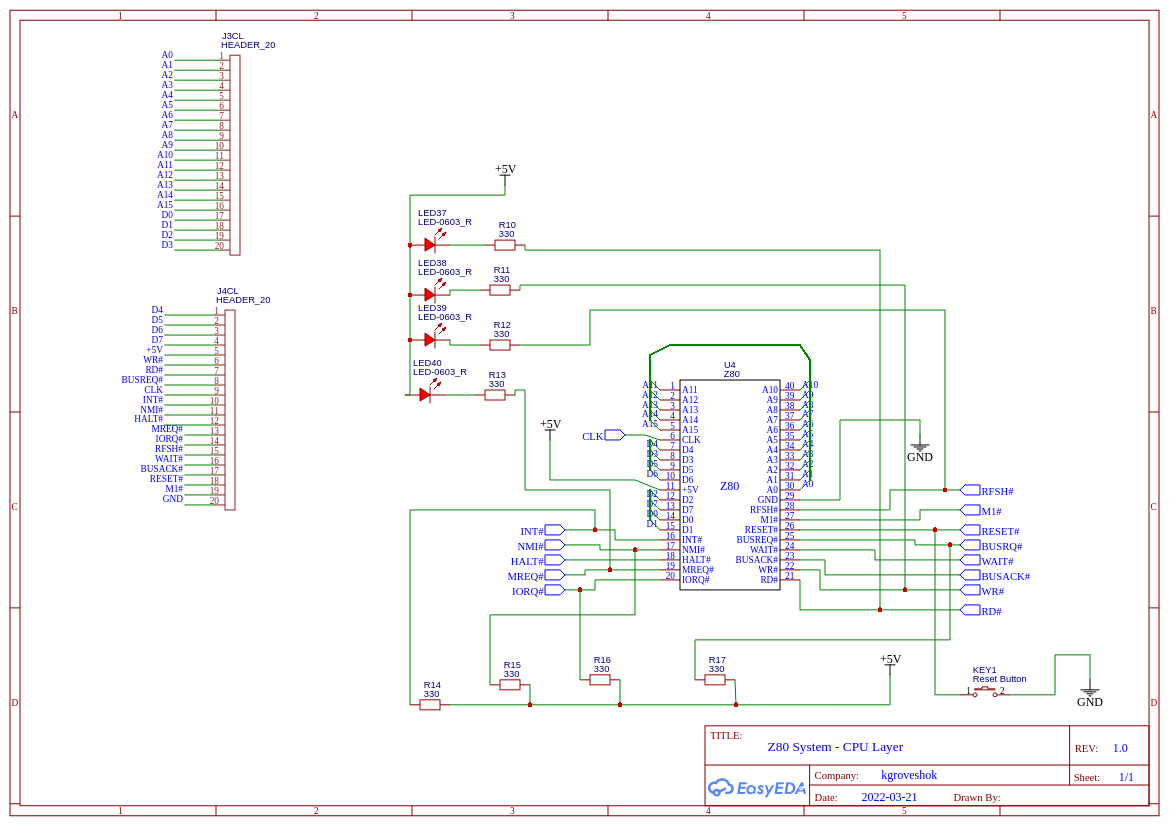 1 2 3 4 5
A
B
C
D
A
B
C
D
J3CL
HEADER_20
A0 1
A1 2
A2 3
A3 4
A4 5
A5 6
A6 7
A7 8
A8 9
A9 10
A10 11
A11 12
A12 13
A13 14
A14 15
A15 16
D0 17
D1 18
D2 19
D3 20
J4CL
HEADER_20
D4 1
D5 2
D6 3
D7 4
+5V 5
WR# 6
RD# 7
BUSREQ# 8
CLK 9
INT# 10
NMI# 11
HALT# 12
MREQ# 13
IORQ# 14
RFSH# 15
WAIT# 16
BUSACK# 17
RESET# 18
M1# 19
GND 20
+5V
LED37
LED-0603_R
R10
330
LED38
LED-0603_R
R11
330
LED39
LED-0603_R
R12
330
LED40
LED-0603_R
R13
330
+5V
CLK
U4
Z80
A11 1 A11 A10 40 A10
A12 2 A12 A9 39 A9
A13 3 A13 A8 38 A8
A14 4 A14 A7 37 A7
A15 5 A15 A6 36 A6
6 CLK A5 35 A5
D4 7 D4 A4 34 A4
D3 8 D3 A3 33 A3
D5 9 D5 A2 32 A2
D6 10 D6 A1 31 A1
11 +5V A0 30 A0
D2 12 D2 GND 29
D7 13 D7 RFSH# 28
D0 14 D0 M1# 27
D1 15 D1 RESET# 26
16 INT# BUSREQ# 25
17 NMI# WAIT# 24
18 HALT# BUSACK# 23
19 MREQ# WR# 22
20 IORQ# RD# 21
Z80
GND
INT#
NMI#
HALT#
MREQ#
IORQ#
RFSH#
M1#
RESET#
BUSRQ#
WAIT#
BUSACK#
WR#
RD#
R14
330
R15
330
R16
330
R17
330
+5V
KEY1
Reset Button
1 2
GND
TITLE:
Z80 System - CPU Layer
REV: 1.0
EasyEDA
Company: kgroveshok
Sheet: 1/1
Date: 2022-03-21 Drawn By:
1 2 3 4 5